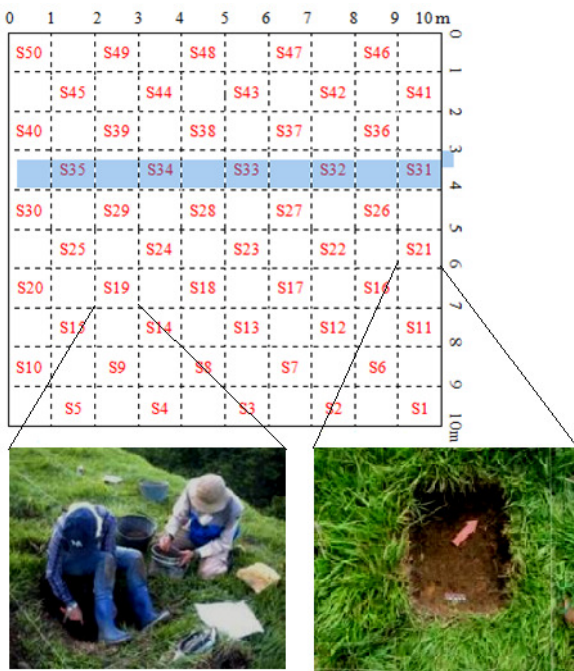 0 1 2 3 4 5 6 7 8 9 10 m
S50 S49 S48 S47 S46
S45 S44 S43 S42 S41
S40 S39 S38 S37 S36
S35 S34 S33 S32 S31
S30 S29 S28 S27 S26
S25 S24 S23 S22 S21
S20 S19 S18 S17 S16
S15 S14 S13 S12 S11
S10 S9 S8 S7 S6
S5 S4 S3 S2 S1
0
1
2
3
4
5
6
7
8
9
10m